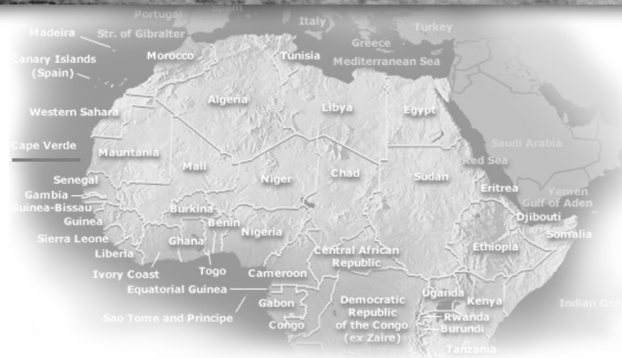 Portugal
Spain
Italy
Turkey
Madeira
Str. of Gibralter
Greece
Morocco
Tunisia
Mediterranean Sea
Canary Islands
(Spain)
Algeria
Libya
Egypt
Western Sahara
Cape Verde
Saudi Arabia
Mauritania
Mali
Niger
Chad
Sudan
Red Sea
Senegal
Eritrea
Yemen
Gambia
Gulf of Aden
Guinea-Bissau
Burkina
Djibouti
Guinea
Benin
Nigeria
Somalia
Sierra Leone
Ghana
Ethiopia
Liberia
Central African
Republic
Ivory Coast
Togo
Cameroon
Equatorial Guinea
Uganda
Gabon
Democratic
Republic
of the Congo
(ex Zaire)
Kenya
Indian Oce
Sao Tome and Principe
Rwanda
Congo
Burundi
Tanzania